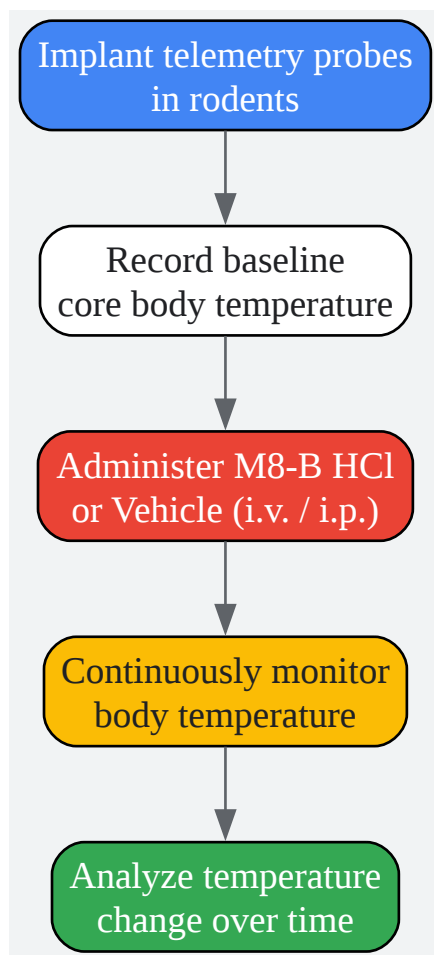 Implant telemetry probes
in rodents
Record baseline
core body temperature
Administer M8-B HCl
or Vehicle (i.v. / i.p.)
Continuously monitor
body temperature
Analyze temperature
change over time